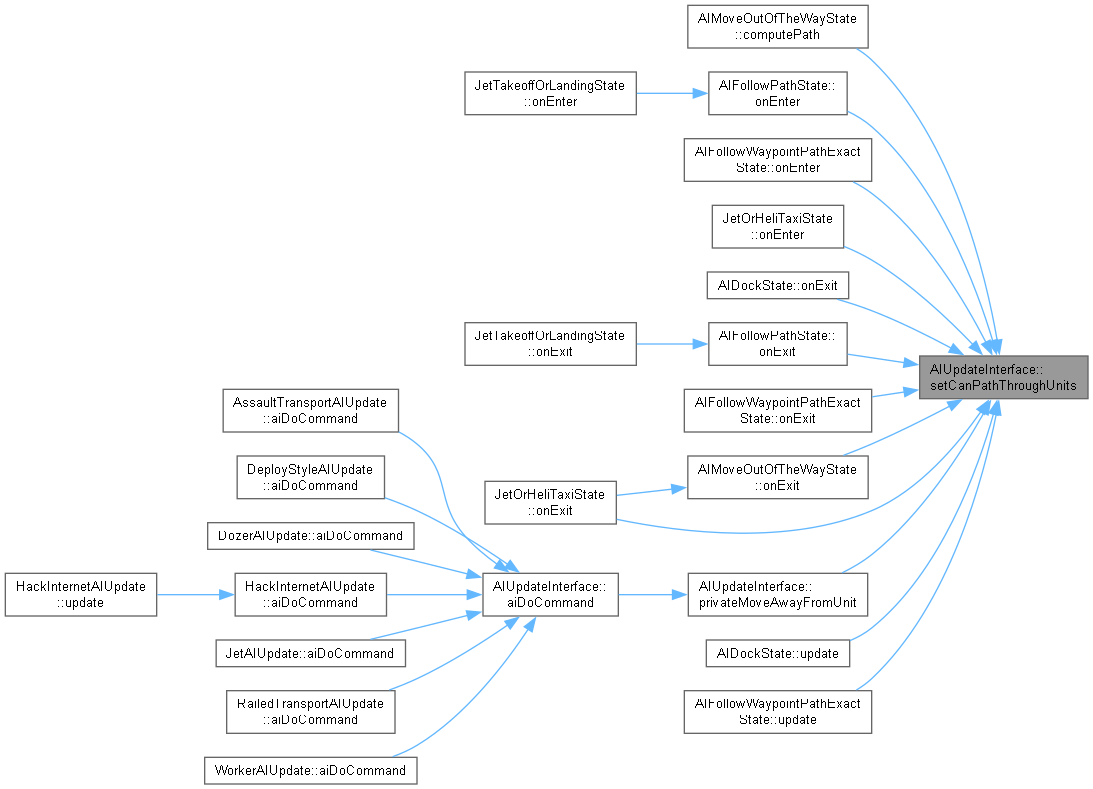 AIMoveOutOfTheWayState
::computePath
JetTakeoffOrLandingState
::onEnter
AIFollowPathState::
onEnter
AIFollowWaypointPathExact
State::onEnter
JetOrHeliTaxiState
::onEnter
AIDockState::onExit
JetTakeoffOrLandingState
::onExit
AIFollowPathState::
onExit
AIUpdateInterface::
setCanPathThroughUnits
AssaultTransportAIUpdate
::aiDoCommand
AIFollowWaypointPathExact
State::onExit
DeployStyleAIUpdate
::aiDoCommand
JetOrHeliTaxiState
::onExit
AIMoveOutOfTheWayState
::onExit
DozerAIUpdate::aiDoCommand
HackInternetAIUpdate
::update
HackInternetAIUpdate
::aiDoCommand
AIUpdateInterface::
aiDoCommand
AIUpdateInterface::
privateMoveAwayFromUnit
JetAIUpdate::aiDoCommand
AIDockState::update
RailedTransportAIUpdate
::aiDoCommand
AIFollowWaypointPathExact
State::update
WorkerAIUpdate::aiDoCommand